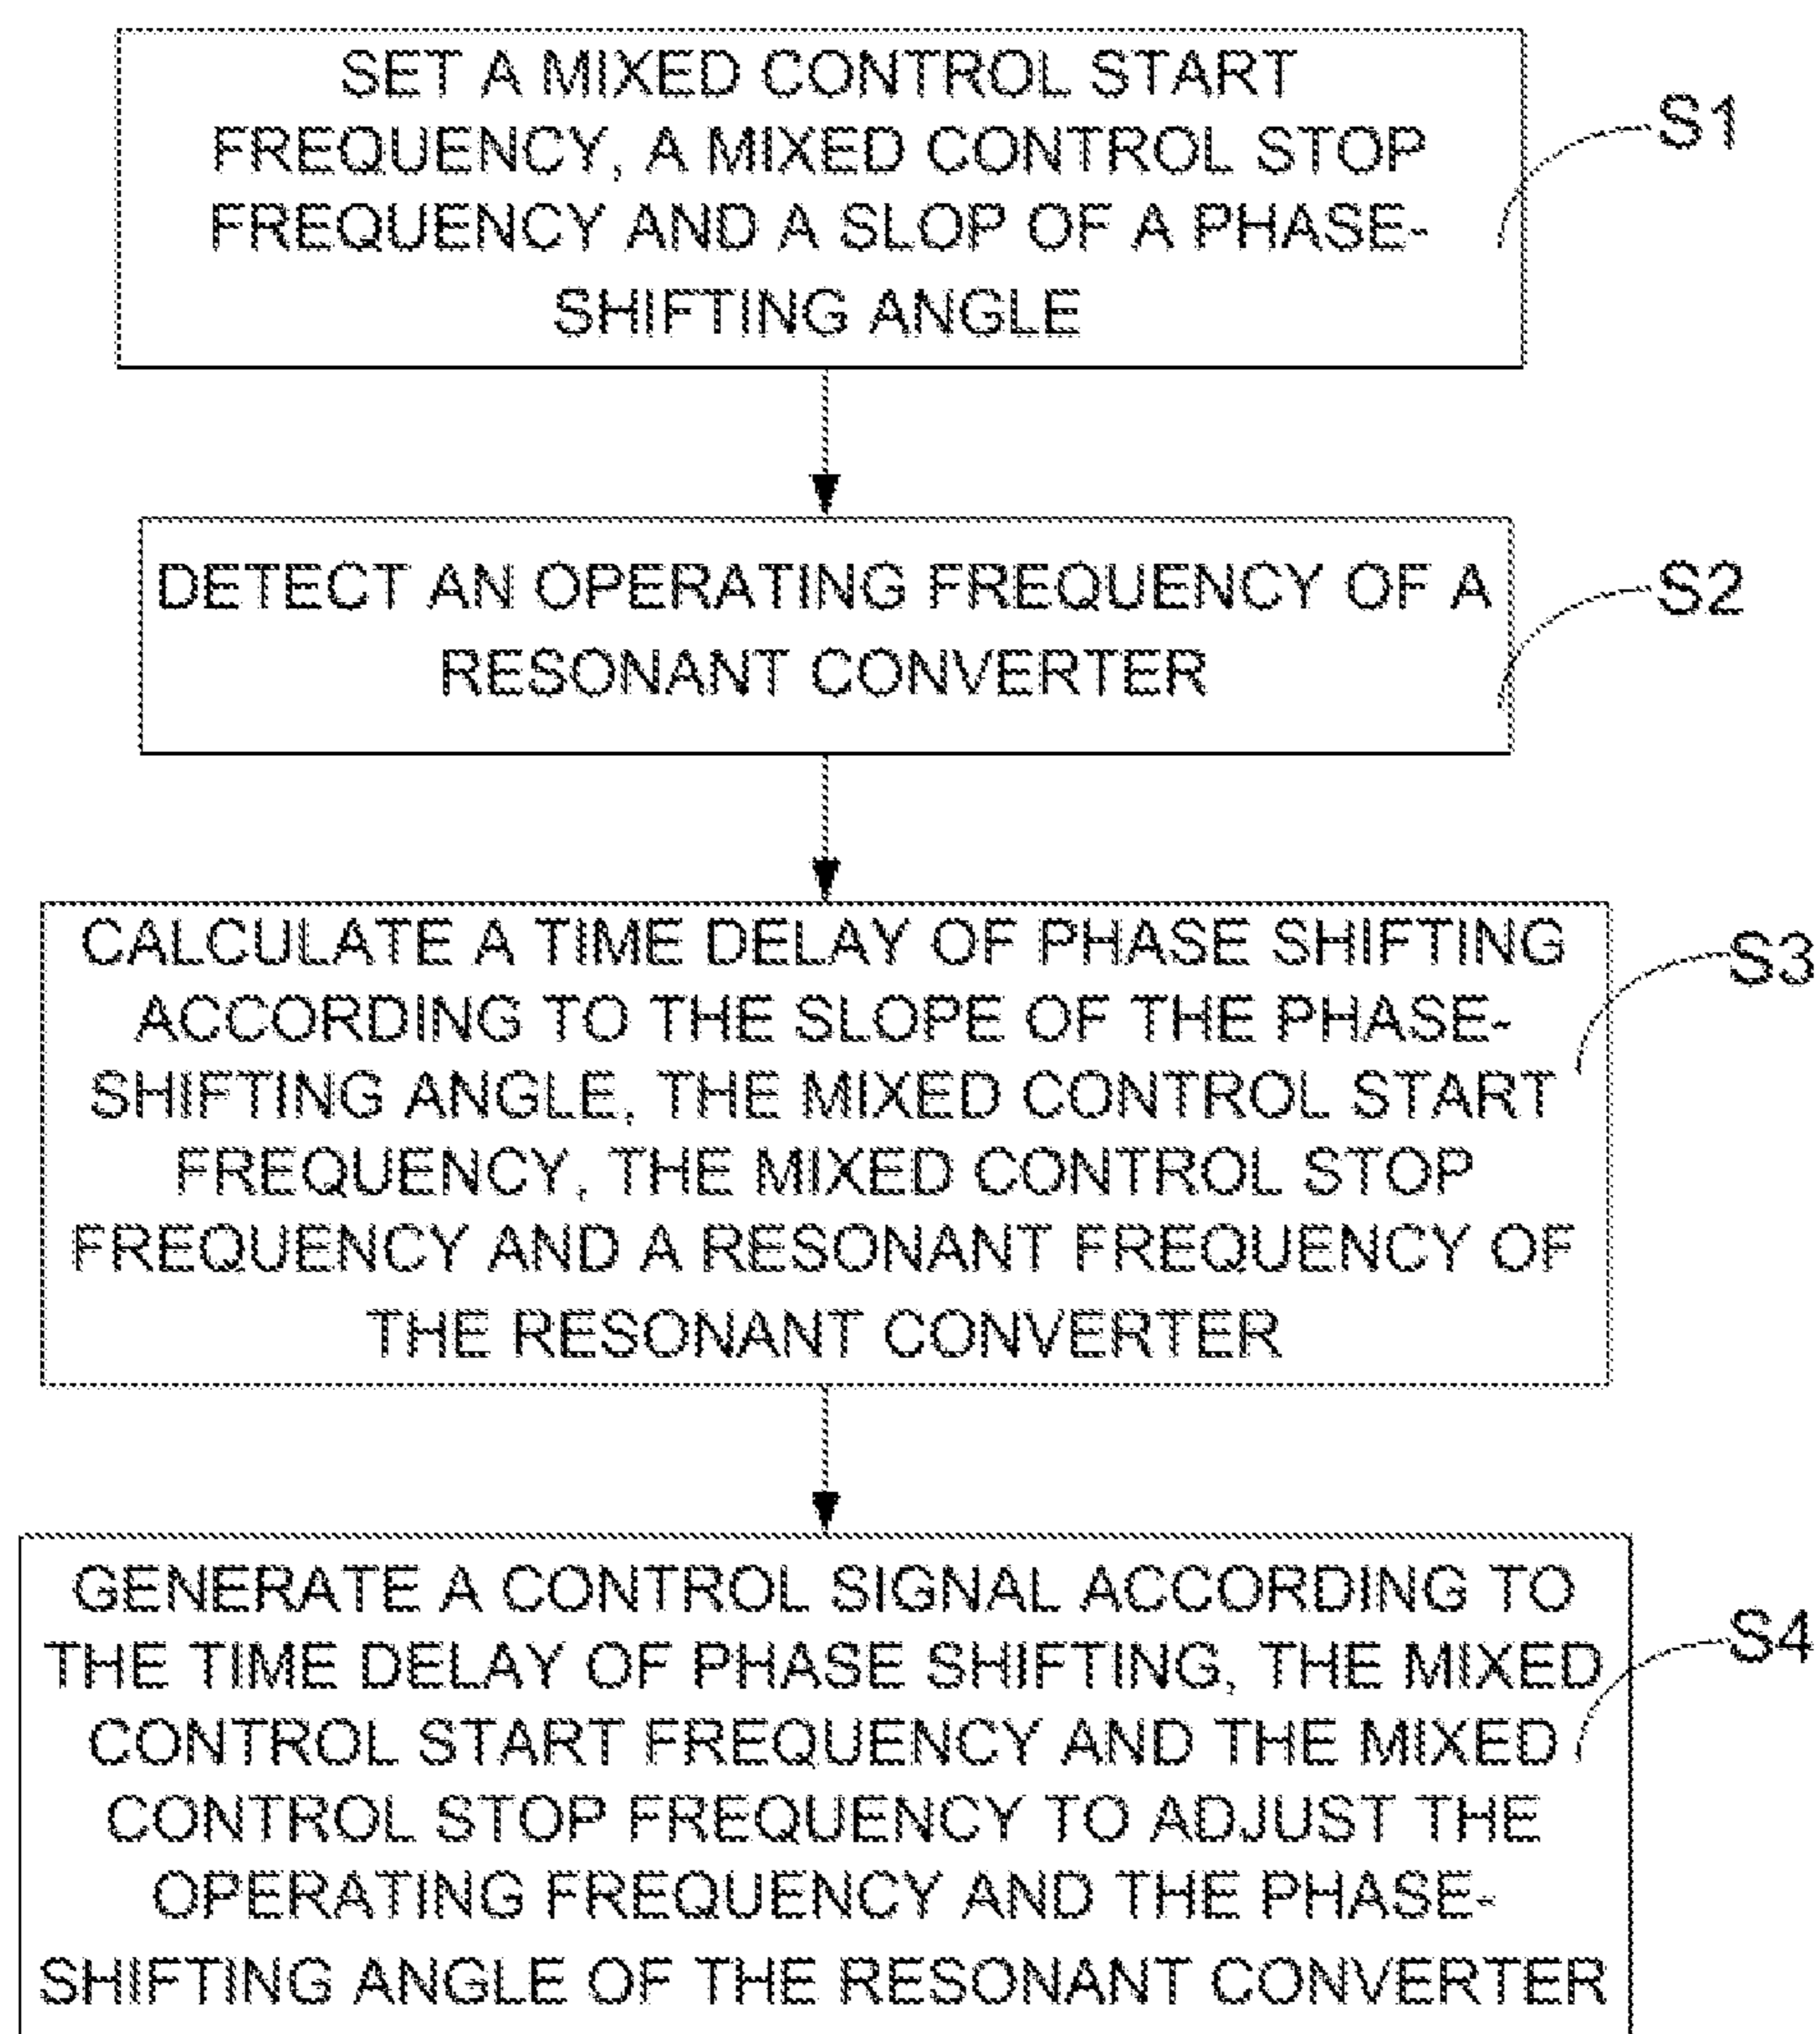 SET A MIXED CONTROL START
FREQUENCY, A MIXED CONTROL STOP
FREQUENCY AND A SLOP OF A PHASE-
SHIFTING ANGLE
S1
DETECT AN OPERATING FREQUENCY OF A
RESONANT CONVERTER
S2
CALCULATE A TIME DELAY OF PHASE SHIFTING
ACCORDING TO THE SLOPE OF THE PHASE-
SHIFTING ANGLE, THE MIXED CONTROL START
FREQUENCY, THE MIXED CONTROL STOP
FREQUENCY AND A RESONANT FREQUENCY OF
THE RESONANT CONVERTER
S3
GENERATE A CONTROL SIGNAL ACCORDING TO
THE TIME DELAY OF PHASE SHIFTING, THE MIXED
CONTROL START FREQUENCY AND THE MIXED
CONTROL STOP FREQUENCY TO ADJUST THE
OPERATING FREQUENCY AND THE PHASE-
SHIFTING ANGLE OF THE RESONANT CONVERTER
S4